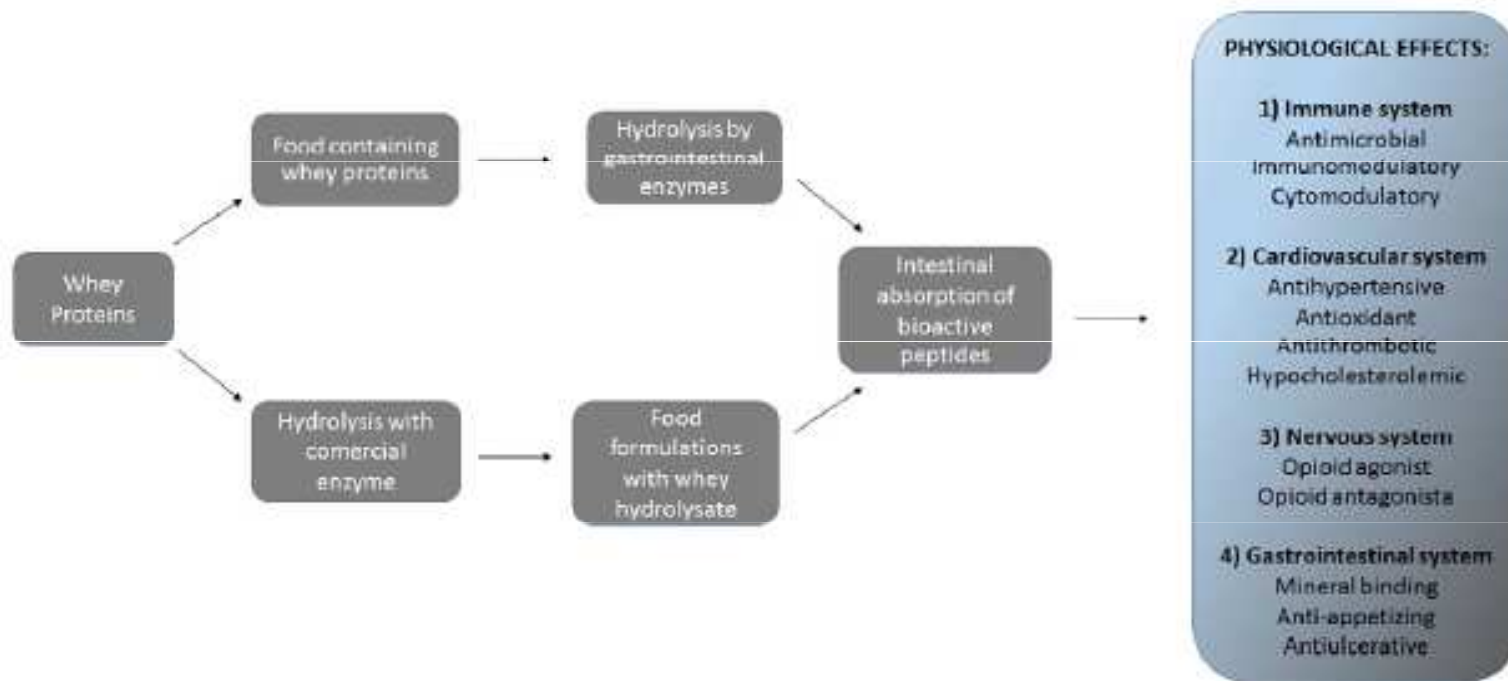 Whey
Proteins
Food containing
whey proteins
Hydrolysis by
gastrointestinal
enzymes
Hydrolysis with
comercial
enzyme
Food
formulations
with whey
hydrolysate
Intestinal
absorption of
bioactive
peptides
PHYSIOLOGICAL EFFECTS:
1) Immune system
Antimicrobial
Immunomodulatory
Cytomodulatory
2) Cardiovascular system
Antihypertensive
Antioxidant
Antithrombotic
Hypocholesterolemic
3) Nervous system
Opioid agonist
Opioid antagonista
4) Gastrointestinal system
Mineral binding
Anti-appetizing
Antiulcerative